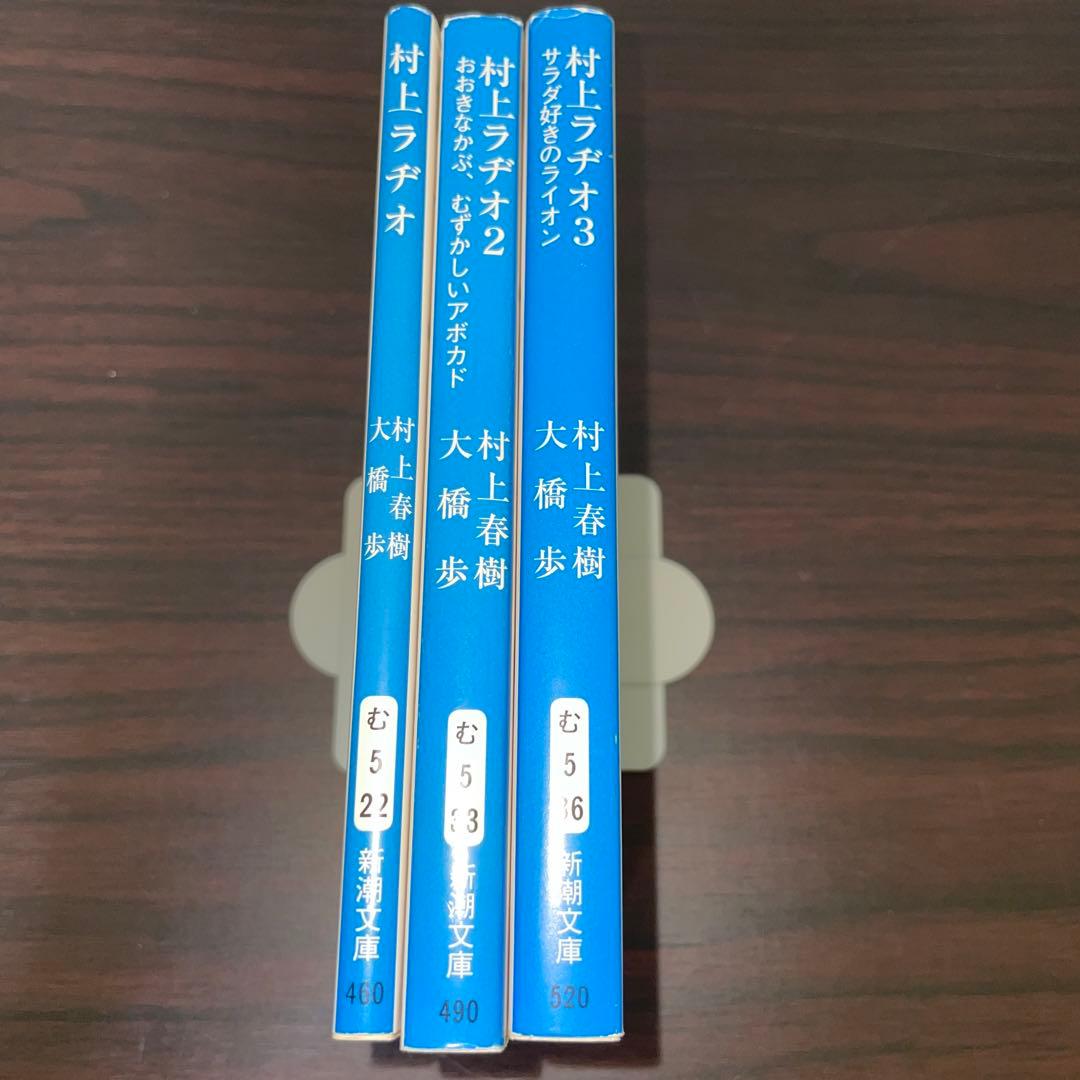 村上ラヂオ
村上春樹
大橋歩
む
5
22
新潮文庫
460
村上ラヂオ2
おおきなかぶ、むずかしいアボカド
村上春樹
大橋歩
む
5
33
新潮文庫
490
村上ラヂオ3
サラダ好きのライオン
村上春樹
大橋歩
む
5
36
新潮文庫
520